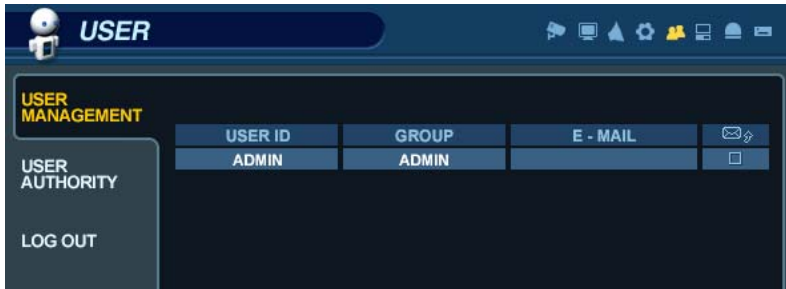 USER
USER
MANAGEMENT
USER ID GROUP E - MAIL
ADMIN ADMIN
USER
AUTHORITY
LOG OUT